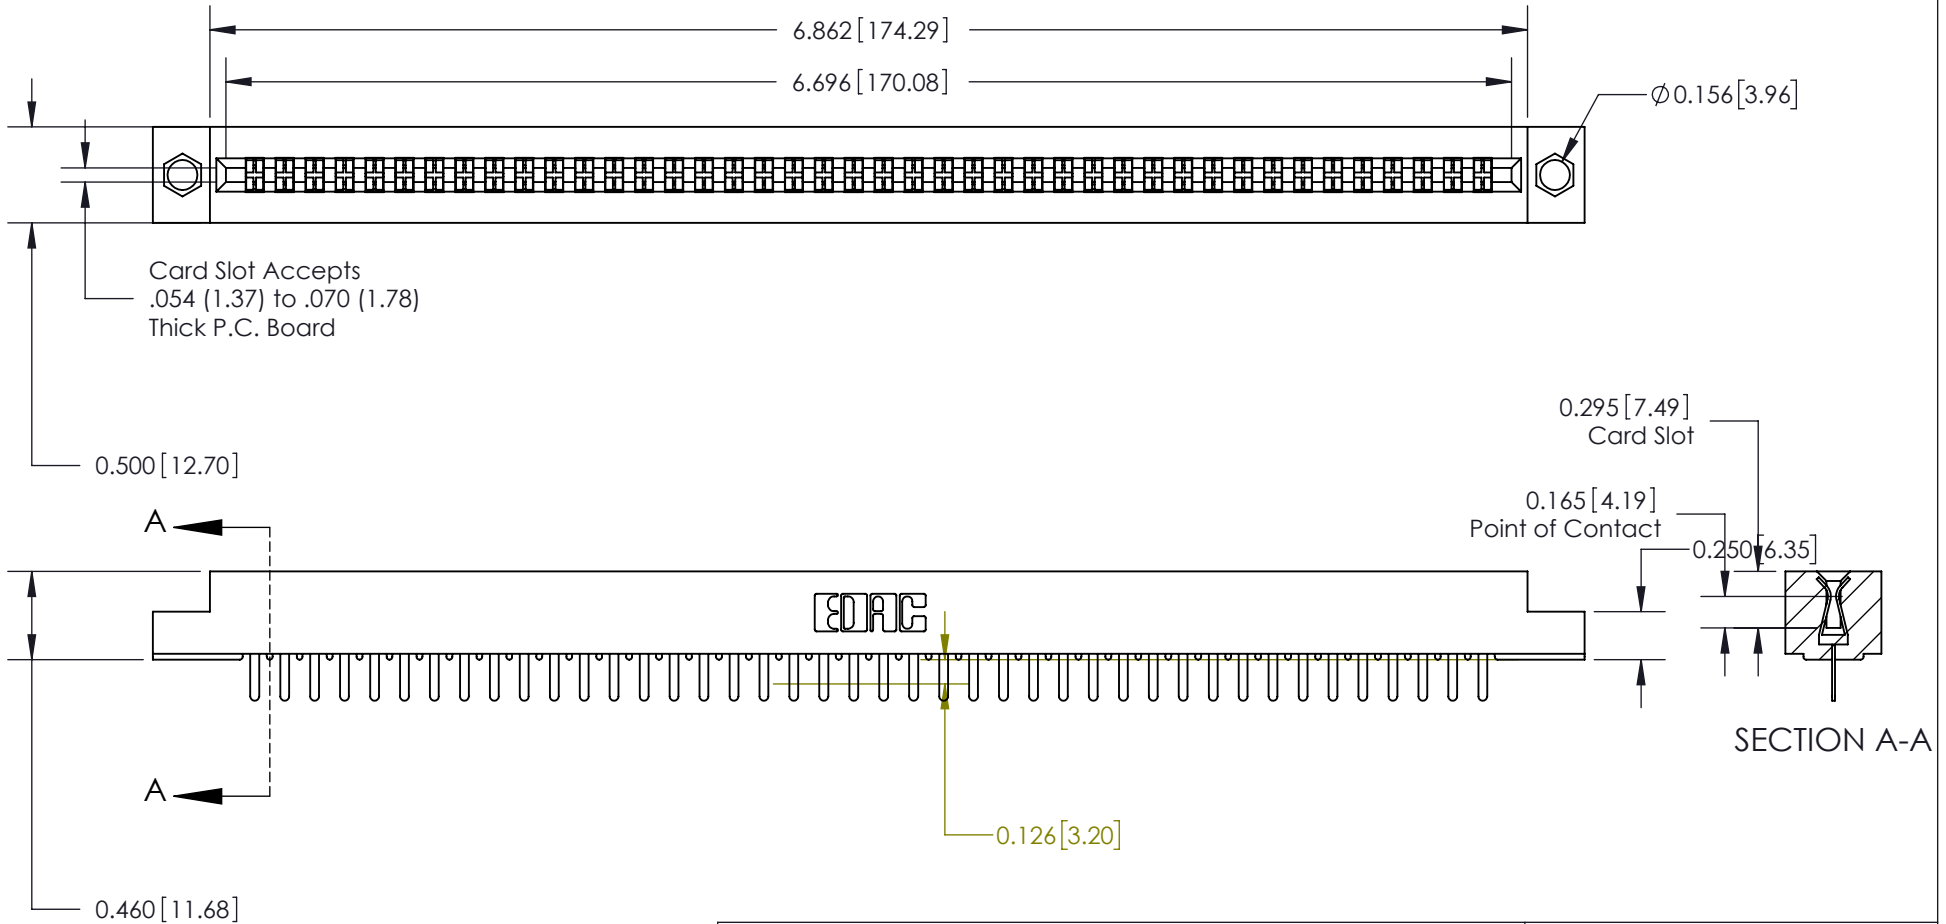 6.862[174.29]
6.696[170.08]
Ø0.156[3.96]
Card Slot Accepts
.054 (1.37) to .070 (1.78)
Thick P.C. Board
0.295[7.49]
Card Slot
0.500[12.70]
0.165[4.19]
Point of Contact
A
0.250[6.35]
EDAC
SECTION A-A
A
0.126[3.20]
0.460[11.68]